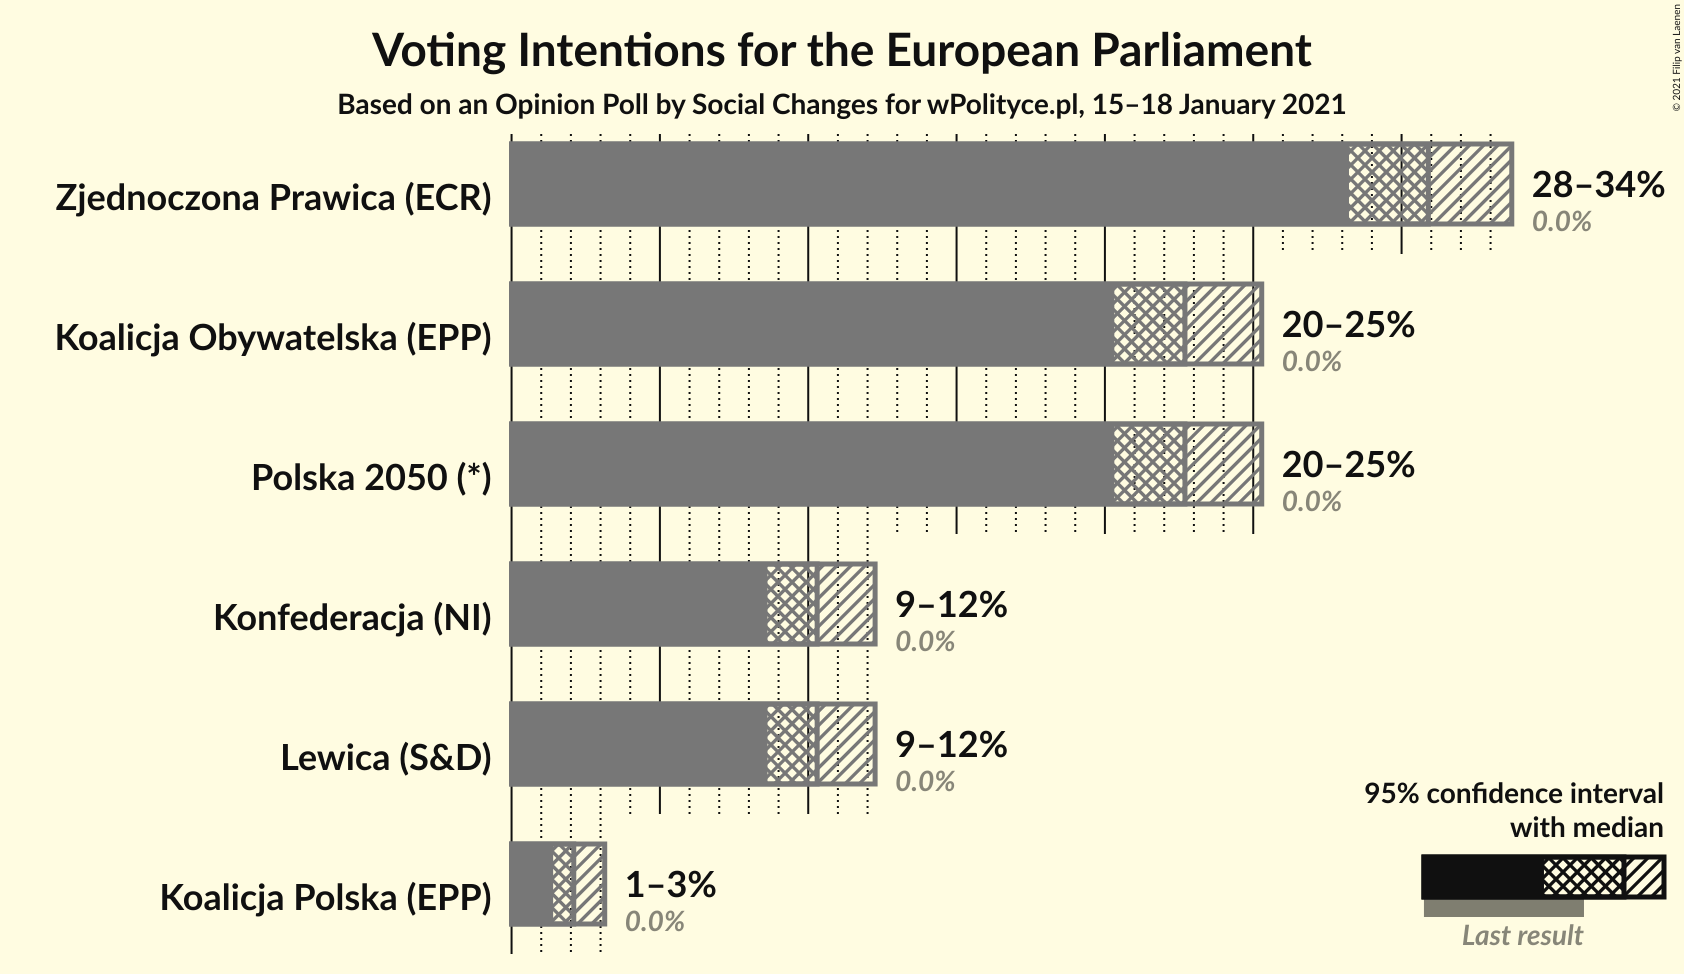 Voting Intentions for the European Parliament
Based on an Opinion Poll by Social Changes for wPolityce.pl, 15–18 January 2021
© 2021 Filip van Laenen
Zjednoczona Prawica (ECR)
28–34%
0.0%
Koalicja Obywatelska (EPP)
20–25%
0.0%
Polska 2050 (*)
20–25%
0.0%
Konfederacja (NI)
9–12%
0.0%
Lewica (S&D)
9–12%
0.0%
Koalicja Polska (EPP)
1–3%
0.0%
95% confidence interval
with median
Last result